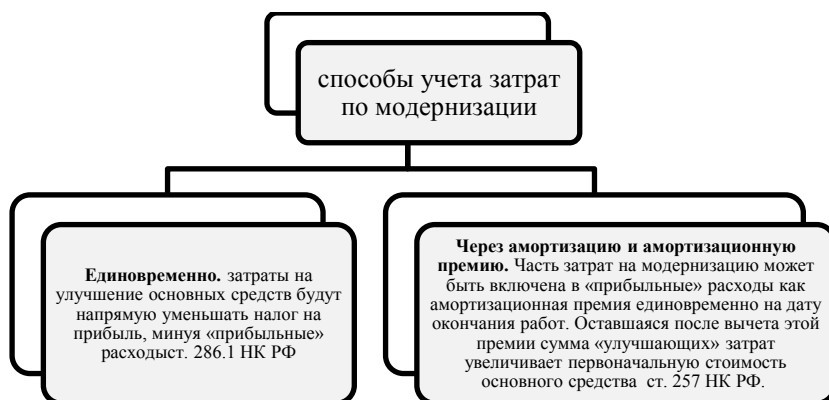 способы учета затрат
по модернизации
Единовременно. затраты на
улучшение основных средств будут
напрямую уменьшать налог на
прибыль, минуя «прибыльные»
расходыст. 286.1 НК РФ
Через амортизацию и амортизационную
премию. Часть затрат на модернизацию может
быть включена в «прибыльные» расходы как
амортизационная премия единовременно на дату
окончания работ. Оставшаяся после вычета этой
премии сумма «улучшающих» затрат
увеличивает первоначальную стоимость
основного средства ст. 257 НК РФ.